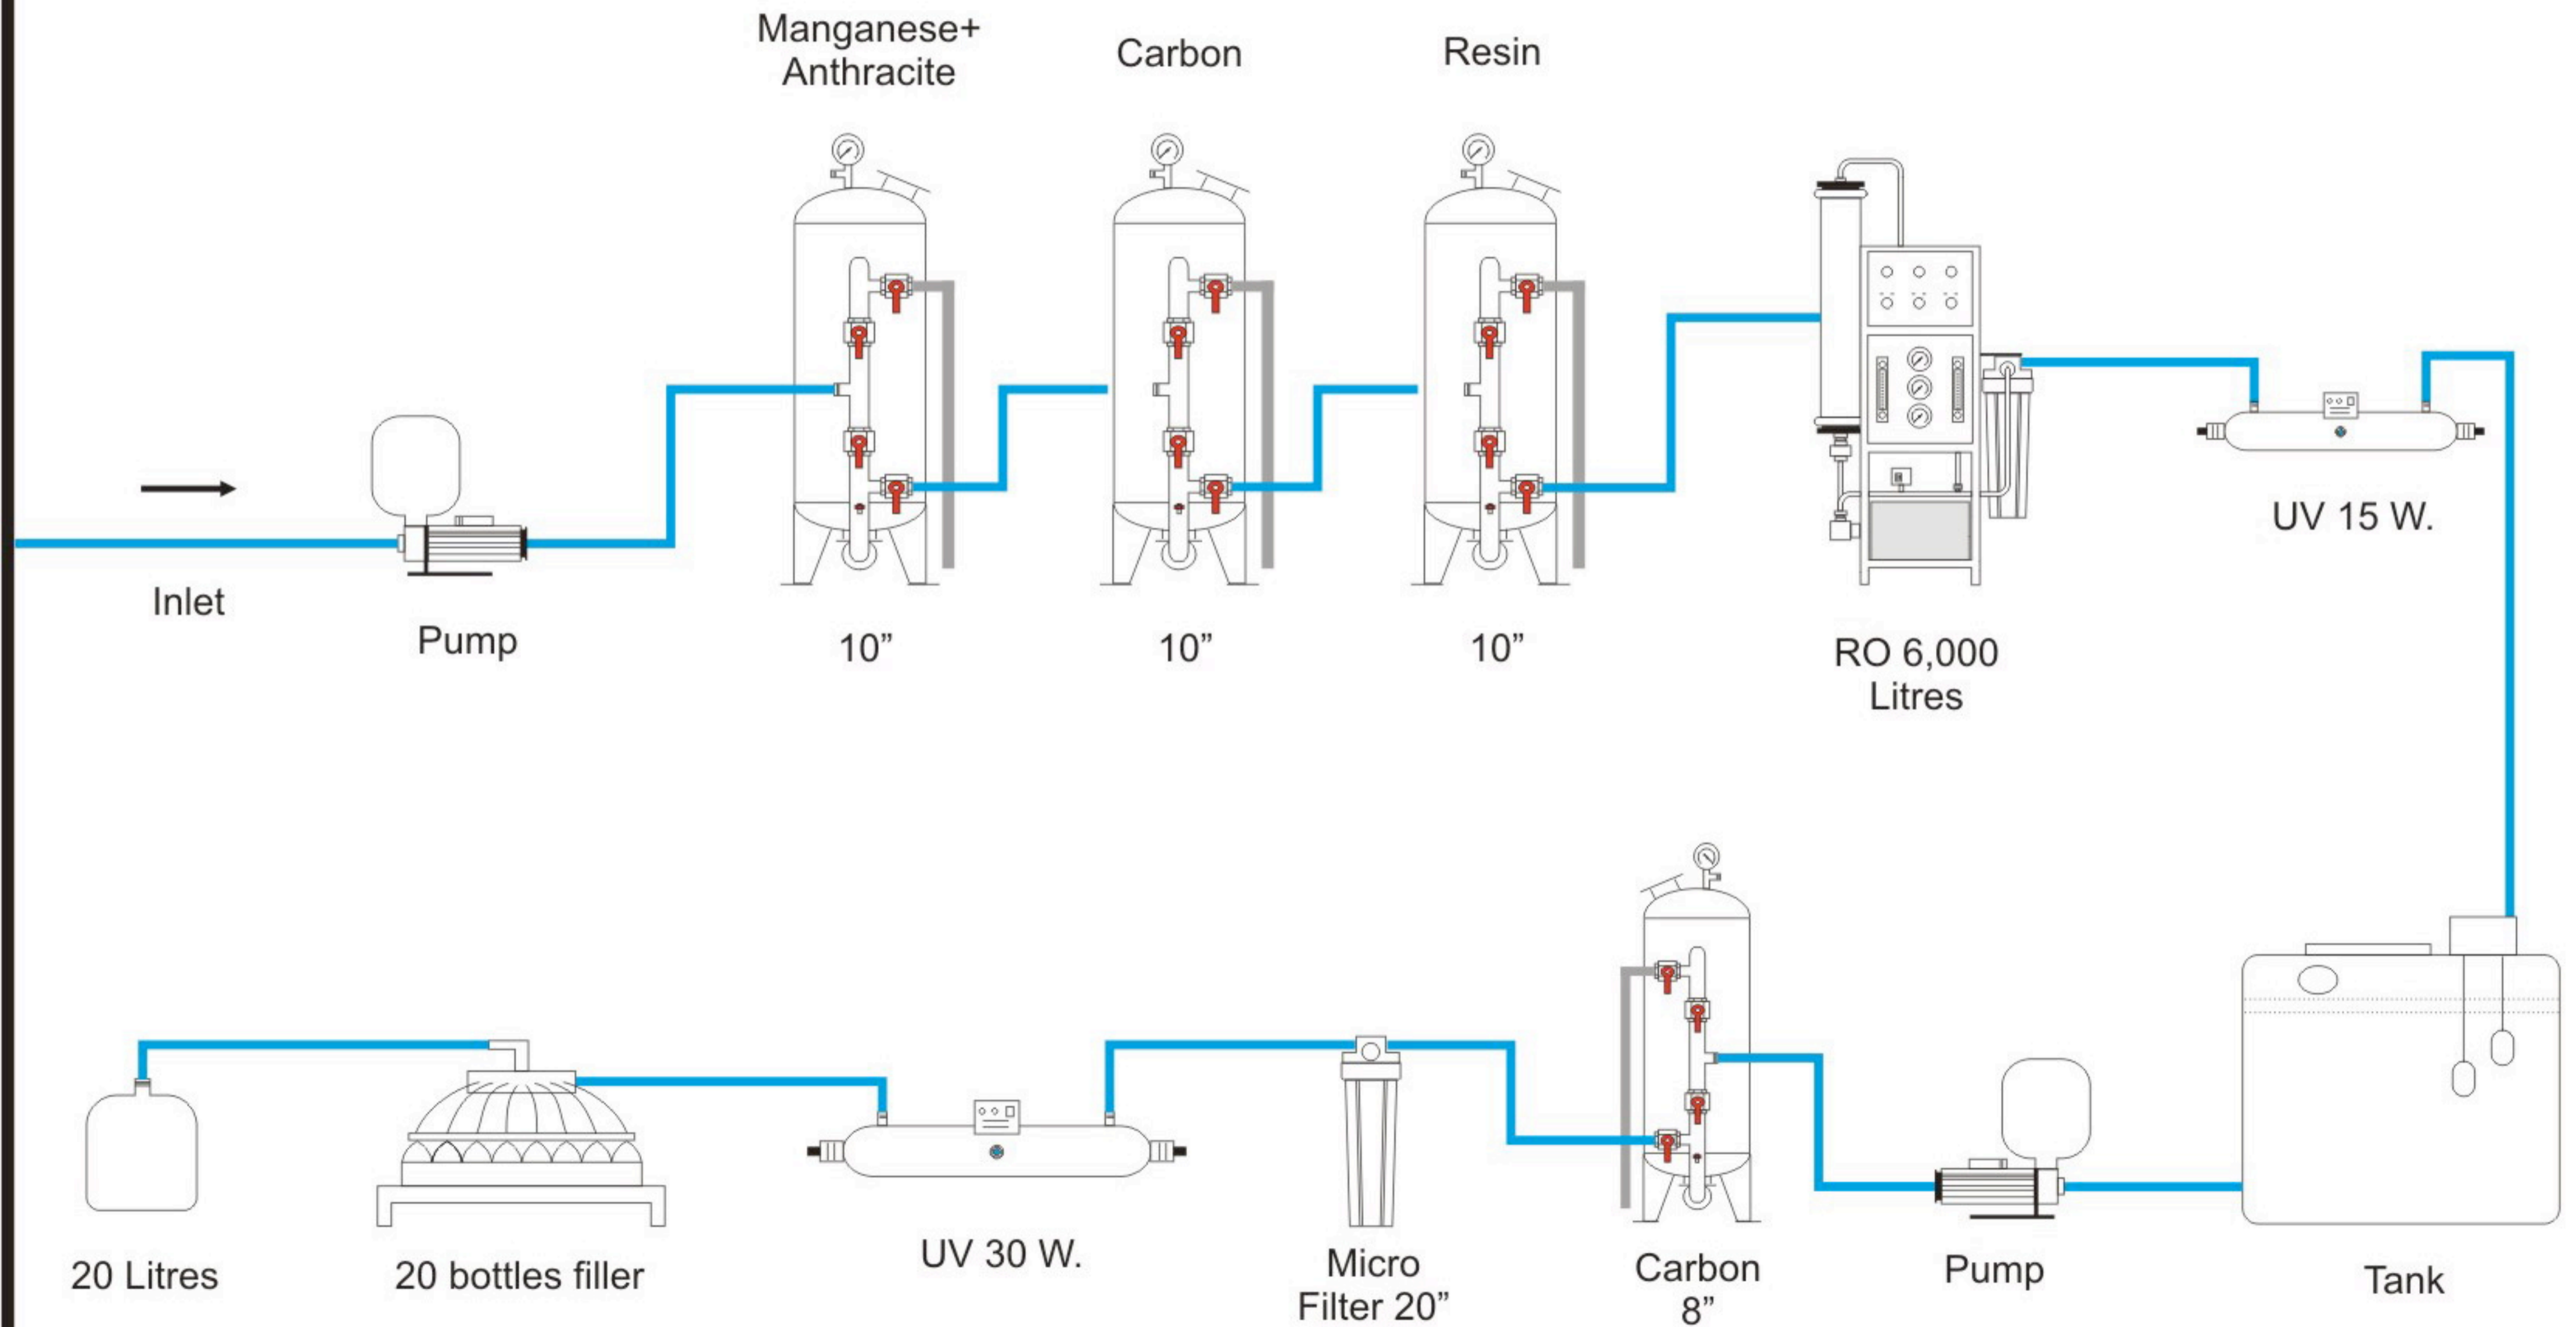 Manganese+
Anthracite
Carbon
Resin
Inlet
Pump
10”
10”
10”
RO 6,000
Litres
UV 15 W.
20 Litres
20 bottles filler
UV 30 W.
Micro
Filter 20”
Carbon
8”
Pump
Tank